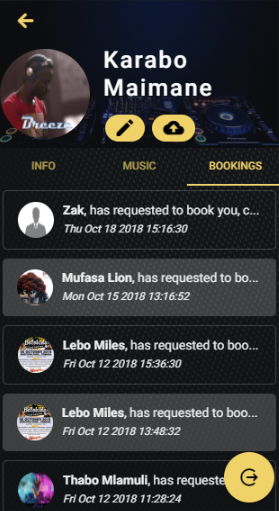 Karabo
Maimane
Breeze
INFO
MUSIC
BOOKINGS
Zak, has requested to book you, c...
Thu Oct 18 2018 15:16:30
Mufasa Lion, has requested to bo...
Mon Oct 15 2018 13:16:52
Lebo Miles, has requested to boo...
Fri Oct 12 2018 15:36:30
Lebo Miles, has requested to boo...
Fri Oct 12 2018 13:48:32
Thabo Mlamuli, has reques
Fri Oct 12 2018 11:28:24